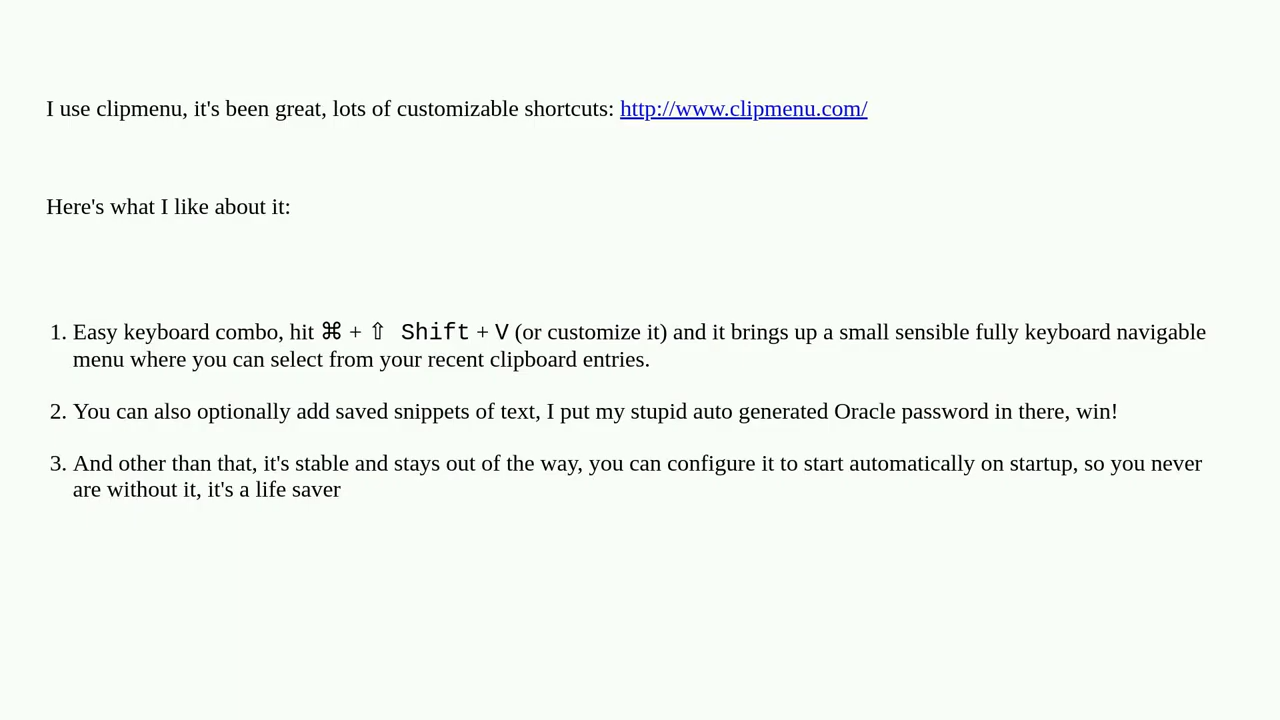 I use clipmenu, it's been great, lots of customizable shortcuts: http://www.clipmenu.com/
Here's what I like about it:
1. Easy keyboard combo, hit ⌘ + ⇧ Shift + V (or customize it) and it brings up a small sensible fully keyboard navigable
menu where you can select from your recent clipboard entries.
2. You can also optionally add saved snippets of text, I put my stupid auto generated Oracle password in there, win!
3. And other than that, it's stable and stays out of the way, you can configure it to start automatically on startup, so you never
are without it, it's a life saver